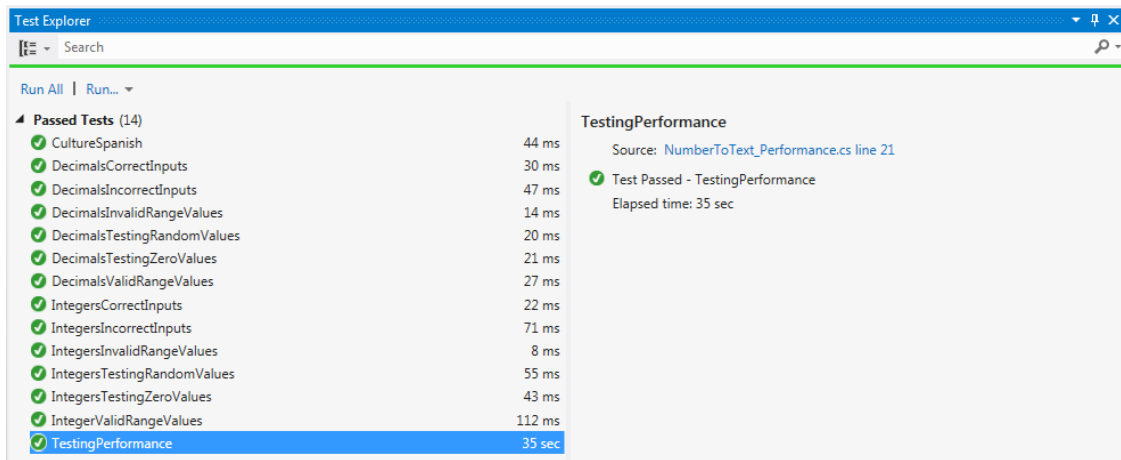 Test Explorer
Search
Run All | Run...
Passed Tests (14)
CultureSpanish 44 ms
DecimalsCorrectInputs 30 ms
DecimalsIncorrectInputs 47 ms
DecimalsInvalidRangeValues 14 ms
DecimalsTestingRandomValues 20 ms
DecimalsTestingZeroValues 21 ms
DecimalsValidRangeValues 27 ms
IntegersCorrectInputs 22 ms
IntegersIncorrectInputs 71 ms
IntegersInvalidRangeValues 8 ms
IntegersTestingRandomValues 55 ms
IntegersTestingZeroValues 43 ms
IntegerValidRangeValues 112 ms
TestingPerformance 35 sec
TestingPerformance
Source: NumberToText_Performance.cs line 21
Test Passed - TestingPerformance
Elapsed time: 35 sec